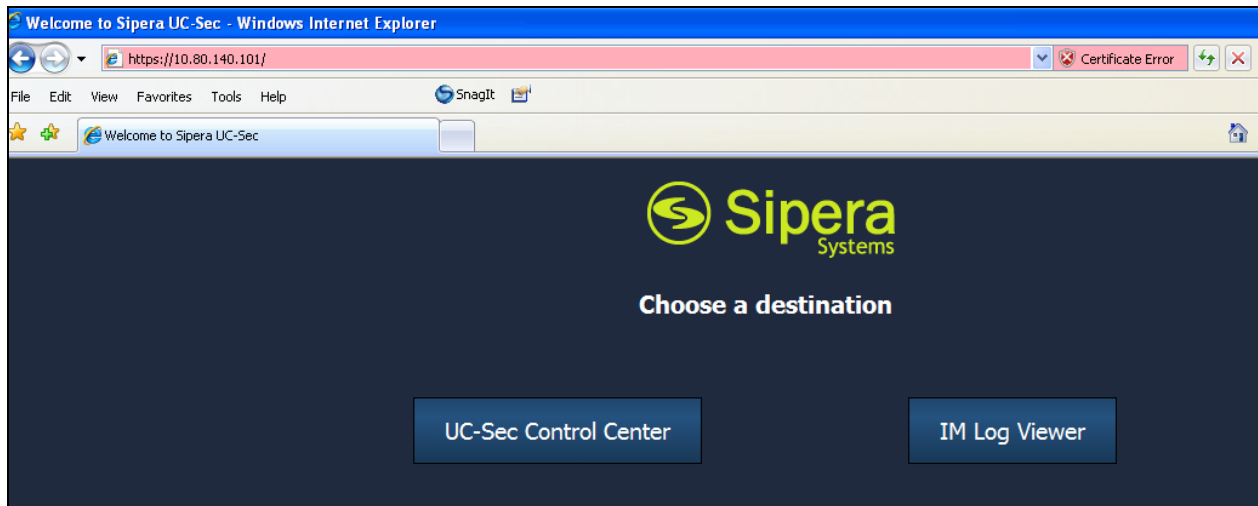 Welcome to Sipera UC-Sec - Windows Internet Explorer
https://10.80.140.101/
Certificate Error
File Edit View Favorites Tools Help
SnagIt
Welcome to Sipera UC-Sec
Sipera
Systems
Choose a destination
UC-Sec Control Center
IM Log Viewer